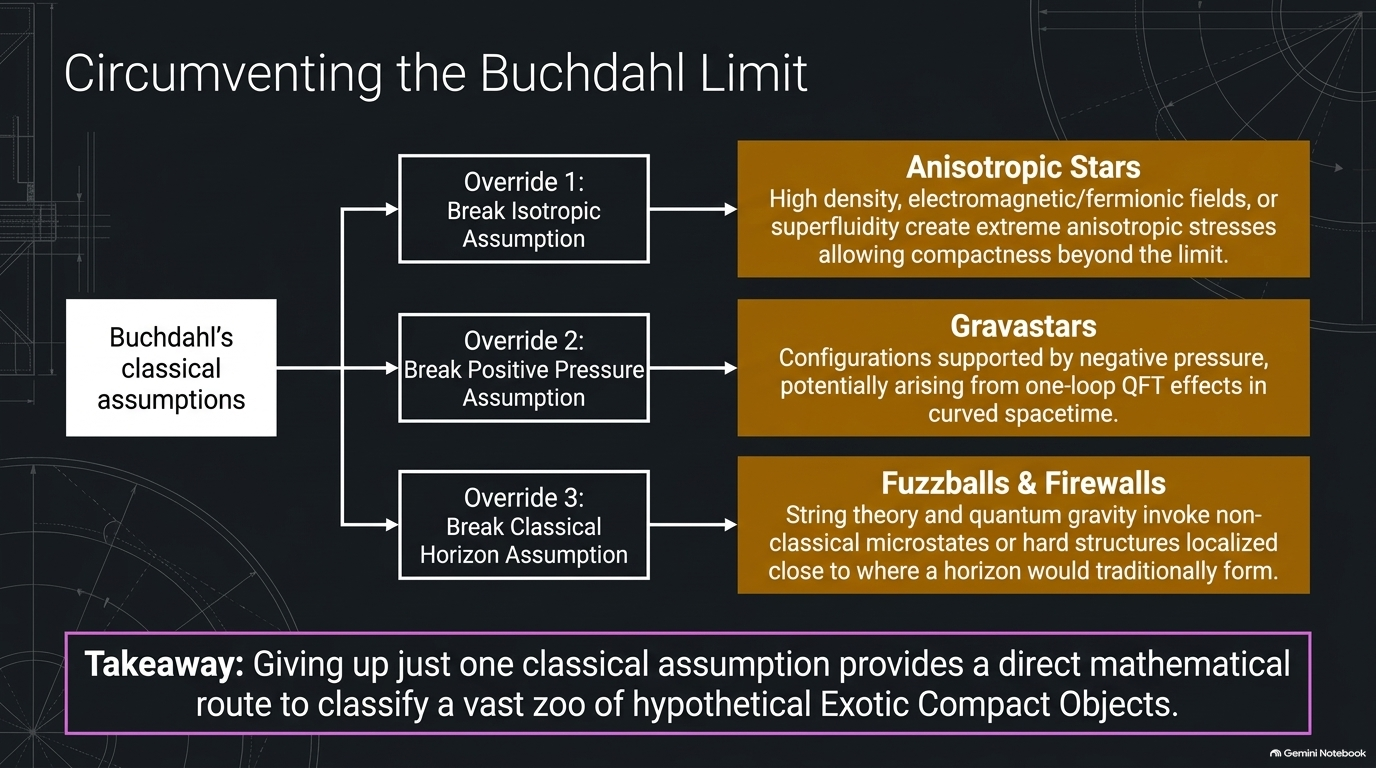 Circumventing the Buchdahl Limit
Buchdahl's
classical
assumptions
Override 1:
Break Isotropic
Assumption
Anisotropic Stars
High density, electromagnetic/fermionic fields, or
superfluidity create extreme anisotropic stresses
allowing compactness beyond the limit.
Override 2:
Break Positive Pressure
Assumption
Gravastars
Configurations supported by negative pressure,
potentially arising from one-loop QFT effects in
curved spacetime.
Override 3:
Break Classical
Horizon Assumption
Fuzzballs & Firewalls
String theory and quantum gravity invoke non-
classical microstates or hard structures localized
close to where a horizon would traditionally form.
Takeaway: Giving up just one classical assumption provides a direct mathematical
route to classify a vast zoo of hypothetical Exotic Compact Objects.
Gemini Notebook